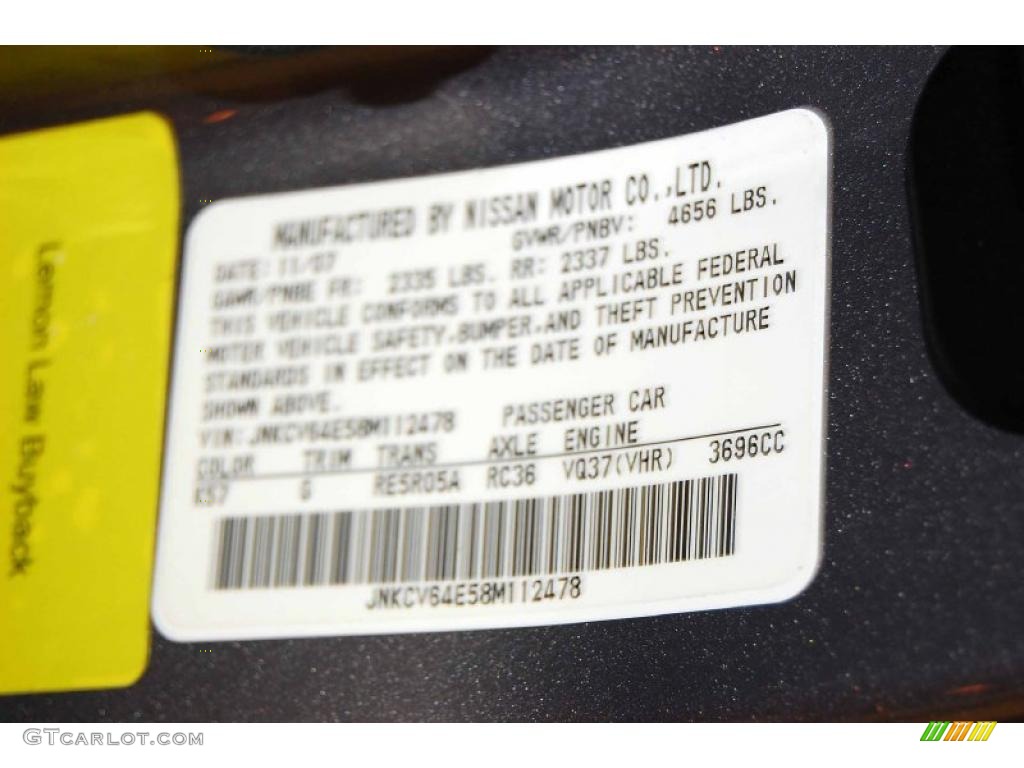 Lemon Law Buyback
MANUFACTURED BY NISSAN MOTOR CO.,LTD.
DATE: 11/07 GVWR/PNBV: 4656 LBS.
GAWR/PNBE FR: 2335 LBS. RR: 2337 LBS.
THIS VEHICLE CONFORMS TO ALL APPLICABLE FEDERAL
MOTOR VEHICLE SAFETY,BUMPER,AND THEFT PREVENTION
STANDARDS IN EFFECT ON THE DATE OF MANUFACTURE
SHOWN ABOVE.
VIN: JNKCV64E58M112478 PASSENGER CAR
COLOR TRIM TRANS AXLE ENGINE
K57 G RE5R05A RC36 VQ37(VHR) 3696CC
JNKCV64E58M112478
GTCARLOT.COM